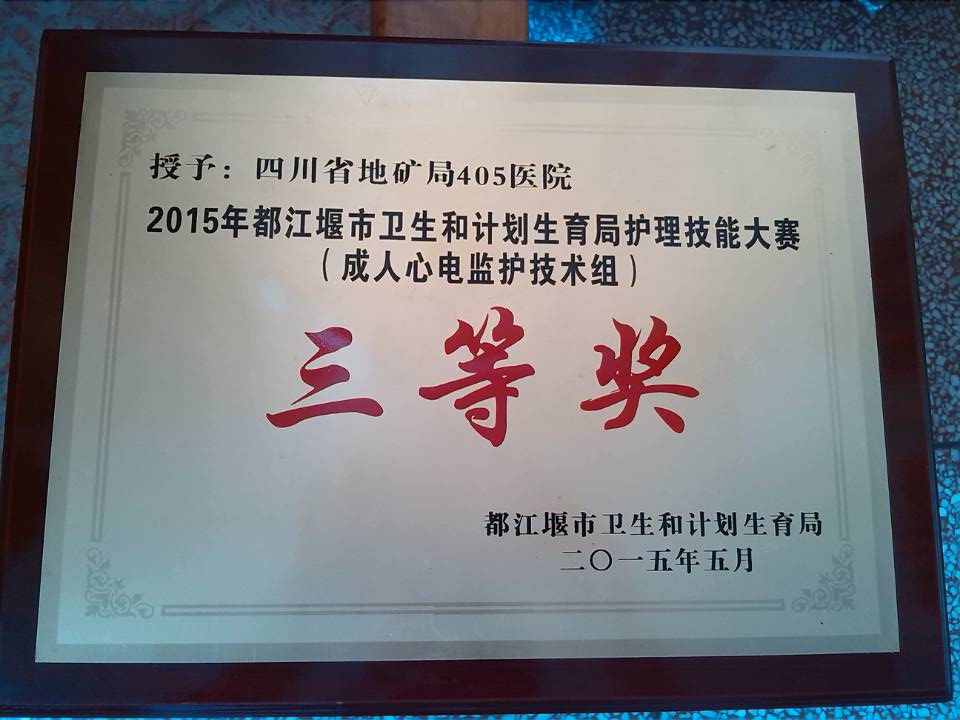 授予：四川省地矿局405医院
2015年都江堰市卫生和计划生育局护理技能大赛
（成人心电监护技术组）
三等奖
都江堰市卫生和计划生育局
二〇一五年五月